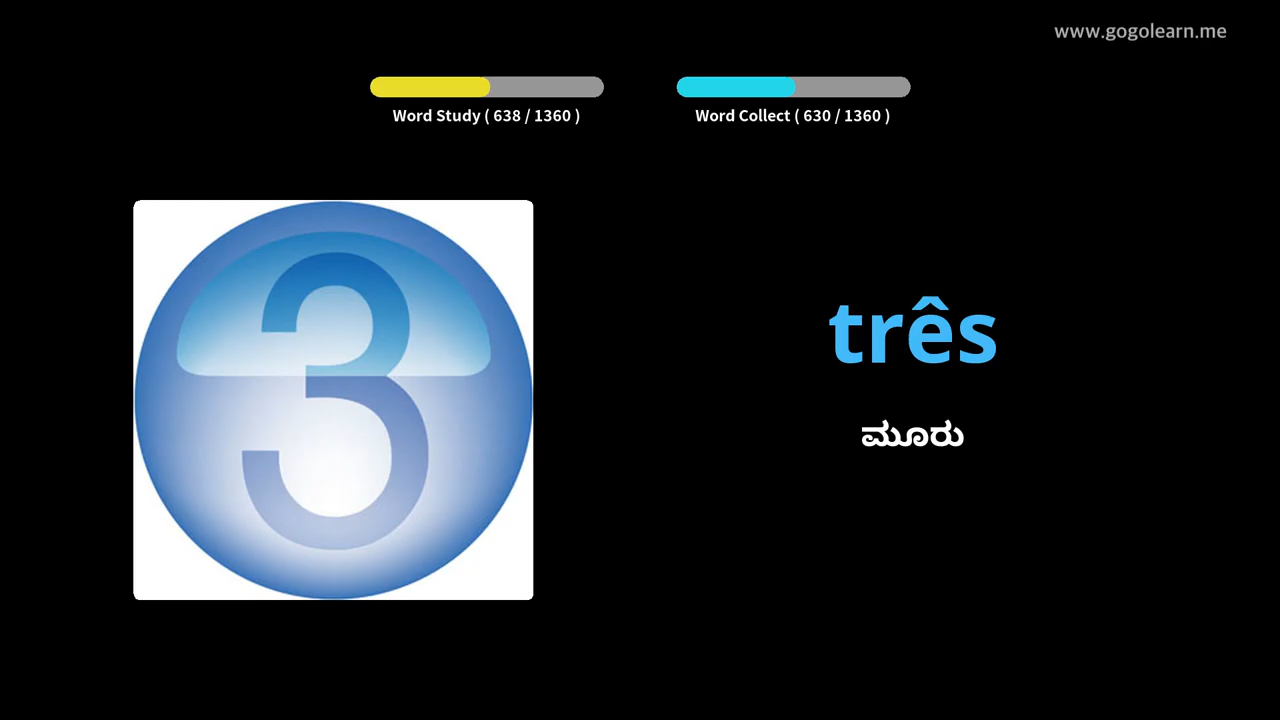 www.gogolearn.me
Word Study ( 638 / 1360 )
Word Collect ( 630 / 1360 )
3
três
ಮೂರು